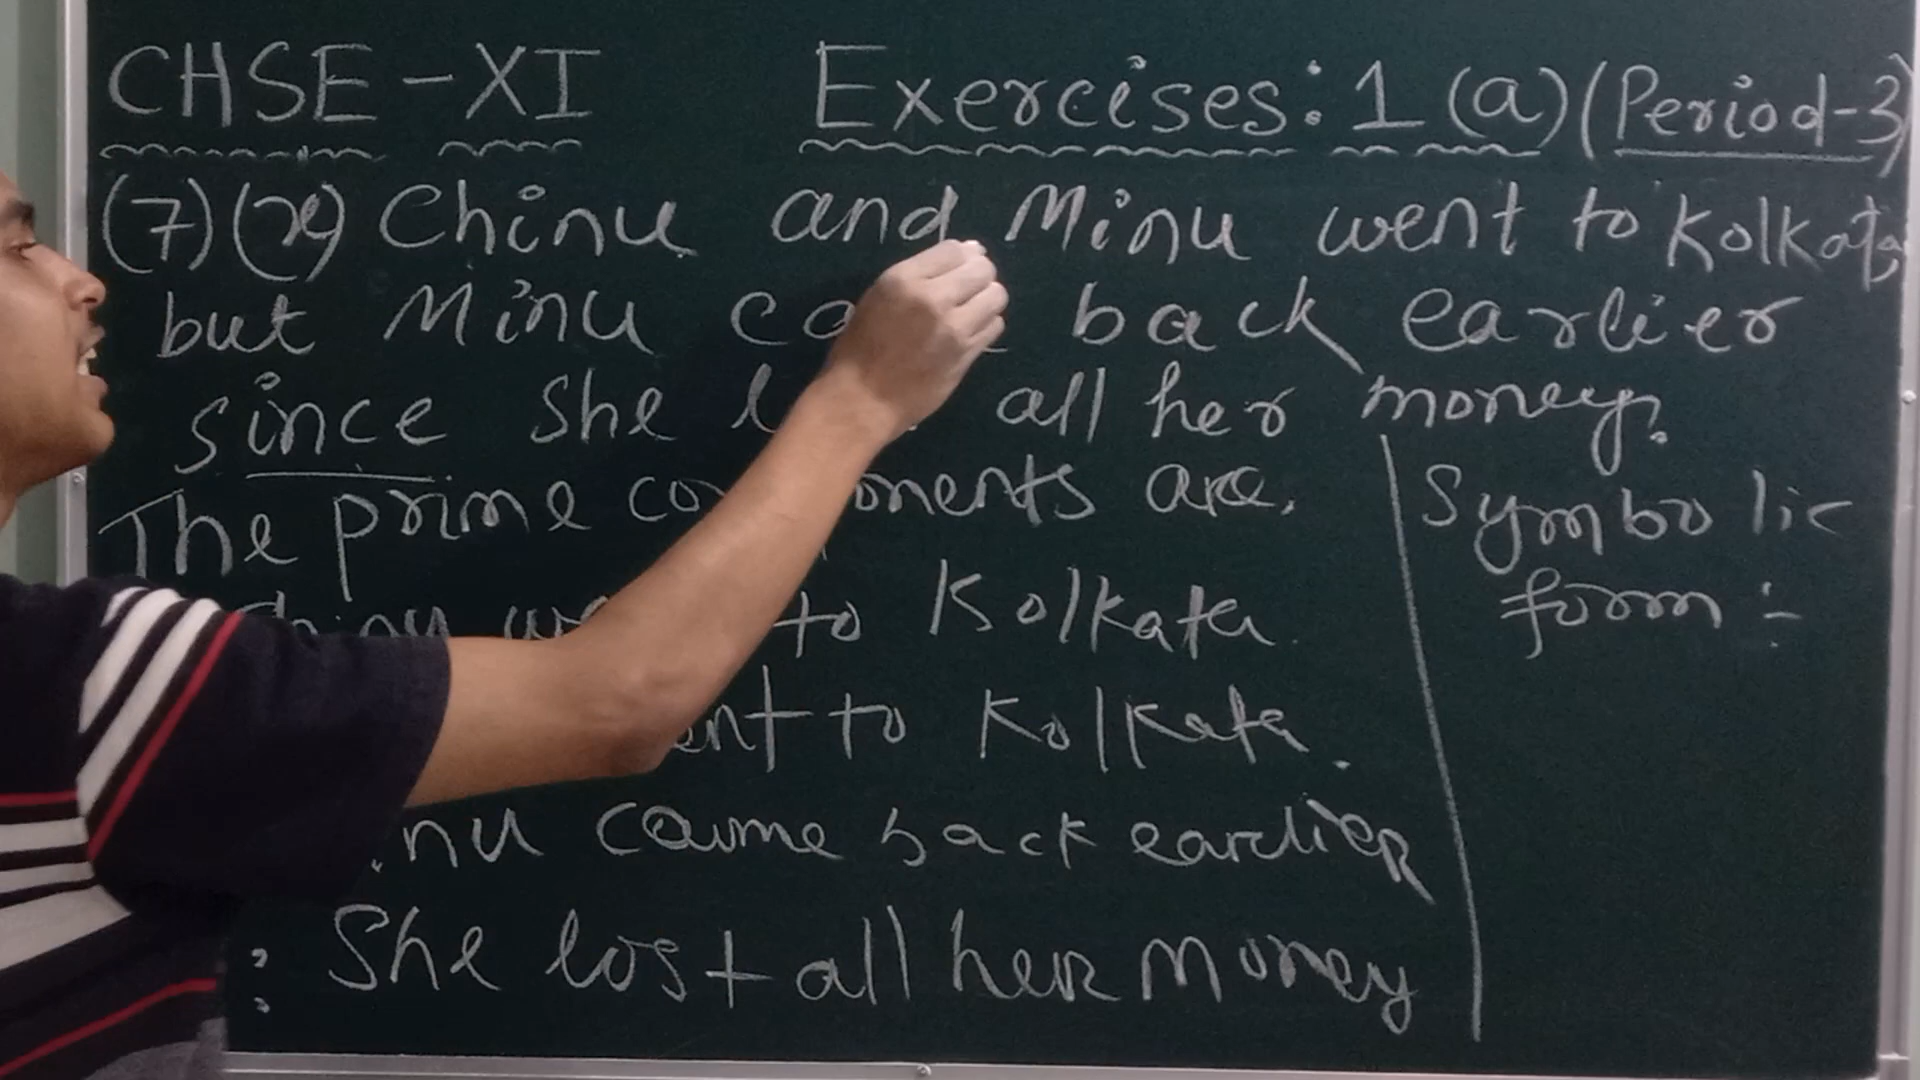 CHSE-XI Exercises: 1 (a) (Period-3)
(7) Chinu and Minu went to Kolkata
but Minu back earlier
since she all her money.
The prime are,
Symbolic
to Kolkata
form :-
to Kolkata.
came back earlier
: She lost all her money